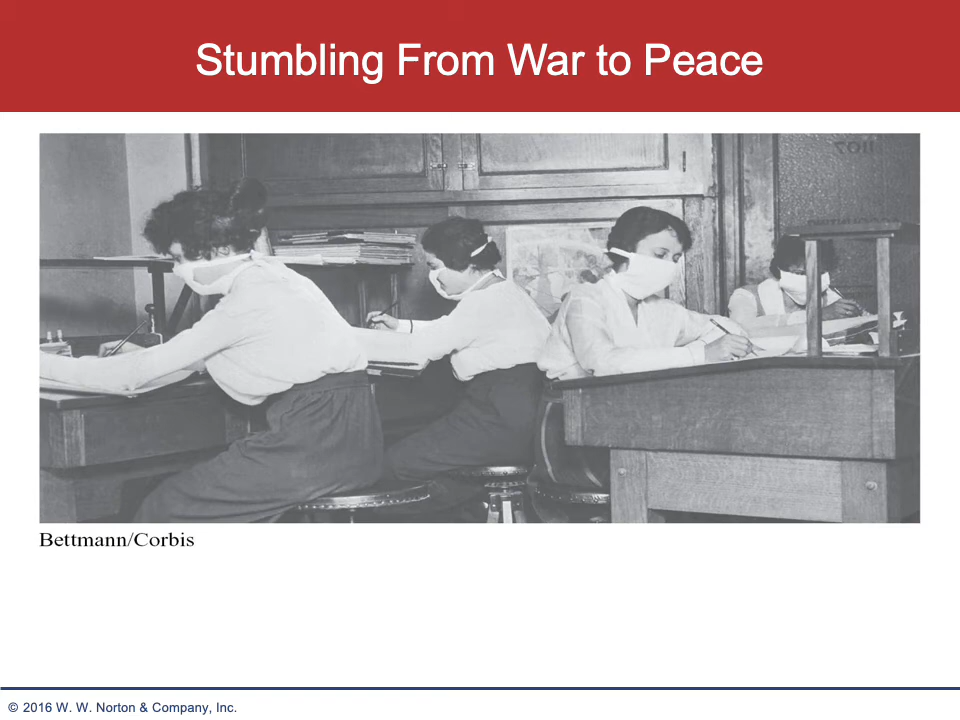 Stumbling From War to Peace
Bettmann/Corbis
© 2016 W. W. Norton & Company, Inc.